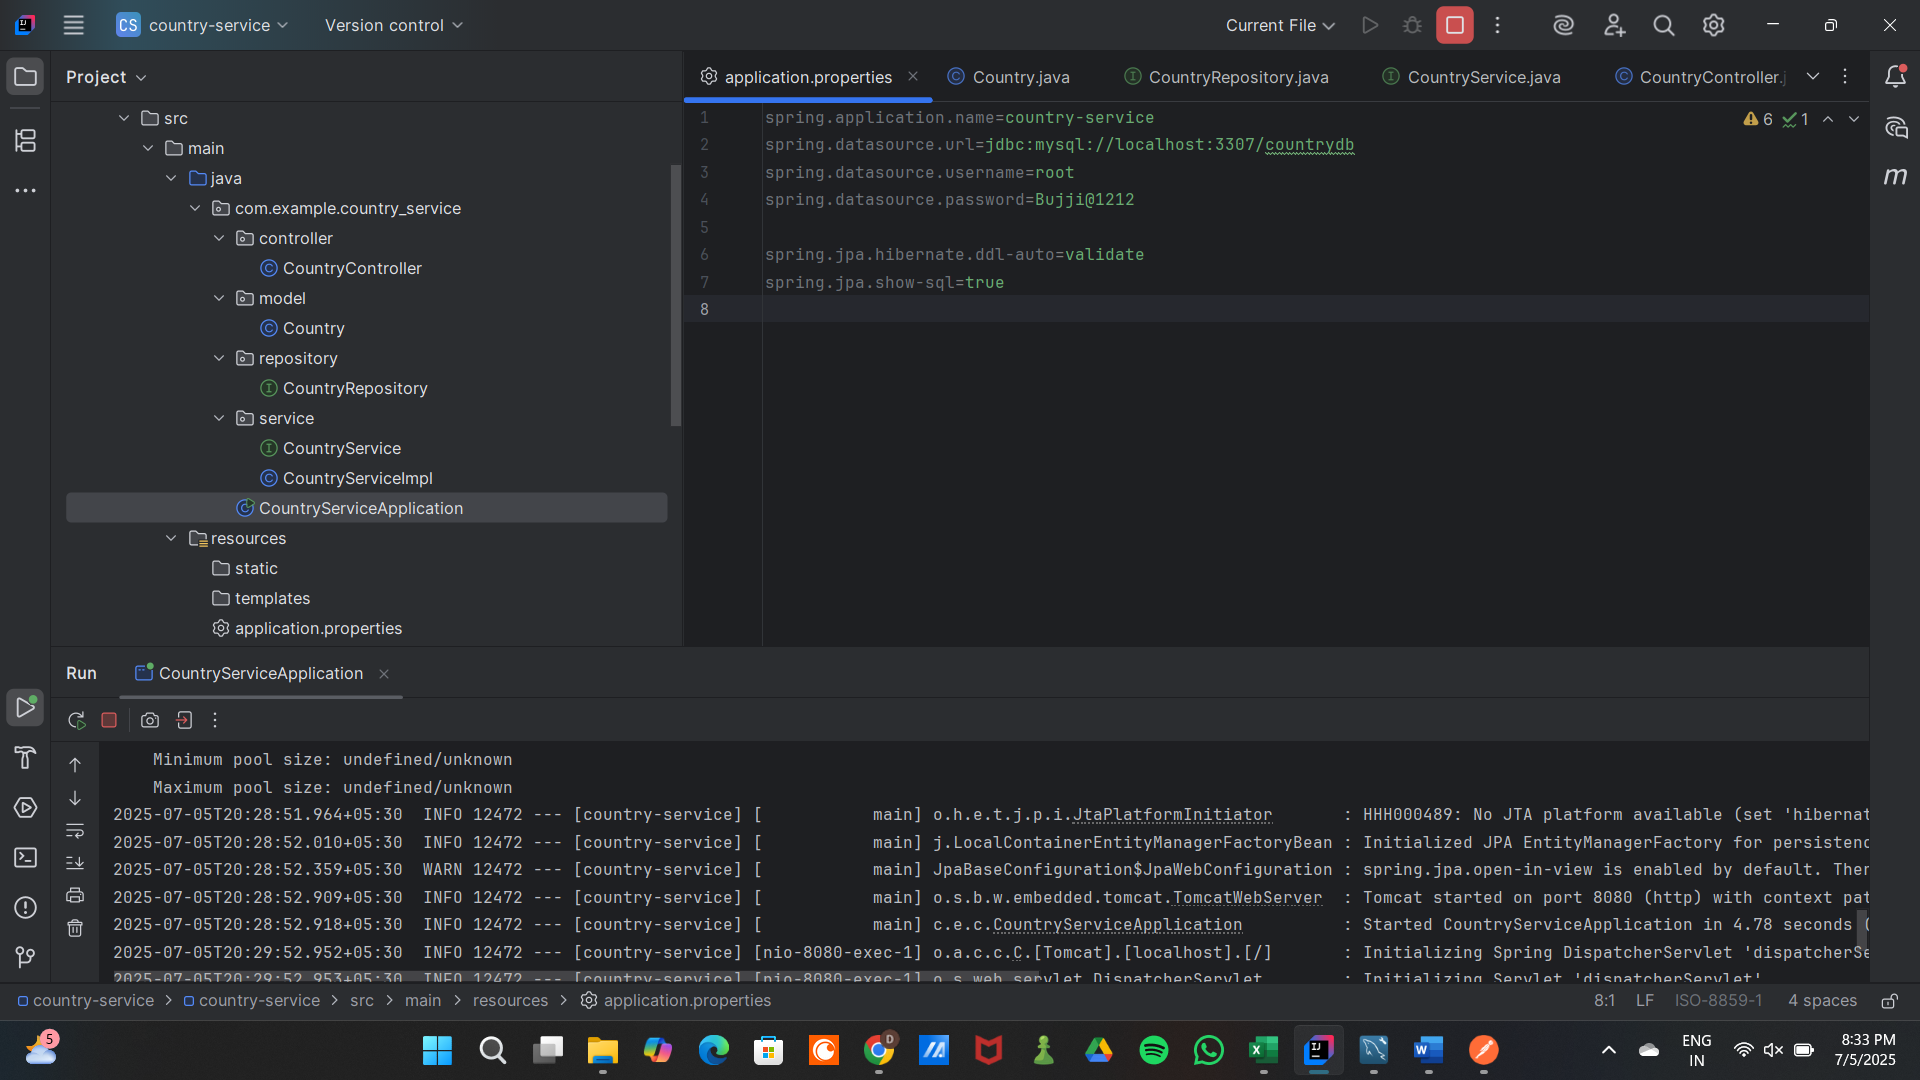 CS country-service Version control Current File
Project
src
main
java
com.example.country_service
controller
CountryController
model
Country
repository
CountryRepository
service
CountryService
CountryServiceImpl
CountryServiceApplication
resources
static
templates
application.properties
application.properties Country.java CountryRepository.java CountryService.java CountryController.j
6 1
1 spring.application.name=country-service
2 spring.datasource.url=jdbc:mysql://localhost:3307/countrydb
3 spring.datasource.username=root
4 spring.datasource.password=Bujji@1212
5
6 spring.jpa.hibernate.ddl-auto=validate
7 spring.jpa.show-sql=true
8
m
Run CountryServiceApplication
Minimum pool size: undefined/unknown
Maximum pool size: undefined/unknown
2025-07-05T20:28:51.964+05:30 INFO 12472 --- [country-service] [ main] o.h.e.t.j.p.i.JtaPlatformInitiator : HHH000489: No JTA platform available (set 'hibernat
2025-07-05T20:28:52.010+05:30 INFO 12472 --- [country-service] [ main] j.LocalContainerEntityManagerFactoryBean : Initialized JPA EntityManagerFactory for persistenc
2025-07-05T20:28:52.359+05:30 WARN 12472 --- [country-service] [ main] JpaBaseConfiguration$JpaWebConfiguration : spring.jpa.open-in-view is enabled by default. Ther
2025-07-05T20:28:52.909+05:30 INFO 12472 --- [country-service] [ main] o.s.b.w.embedded.tomcat.TomcatWebServer : Tomcat started on port 8080 (http) with context pat
2025-07-05T20:28:52.918+05:30 INFO 12472 --- [country-service] [ main] c.e.c.CountryServiceApplication : Started CountryServiceApplication in 4.78 seconds (
2025-07-05T20:29:52.952+05:30 INFO 12472 --- [country-service] [nio-8080-exec-1] o.a.c.c.C.[Tomcat].[localhost].[/] : Initializing Spring DispatcherServlet 'dispatcherSe
2025-07-05T20:29:52.953+05:30 INFO 12472 --- [country-service] [nio-8080-exec-1] o.s.web.servlet.DispatcherServlet : Initializing Servlet 'dispatcherServlet'
country-service > country-service > src > main > resources > application.properties 8:1 LF ISO-8859-1 4 spaces
5
D
ENG
IN
8:33 PM
7/5/2025